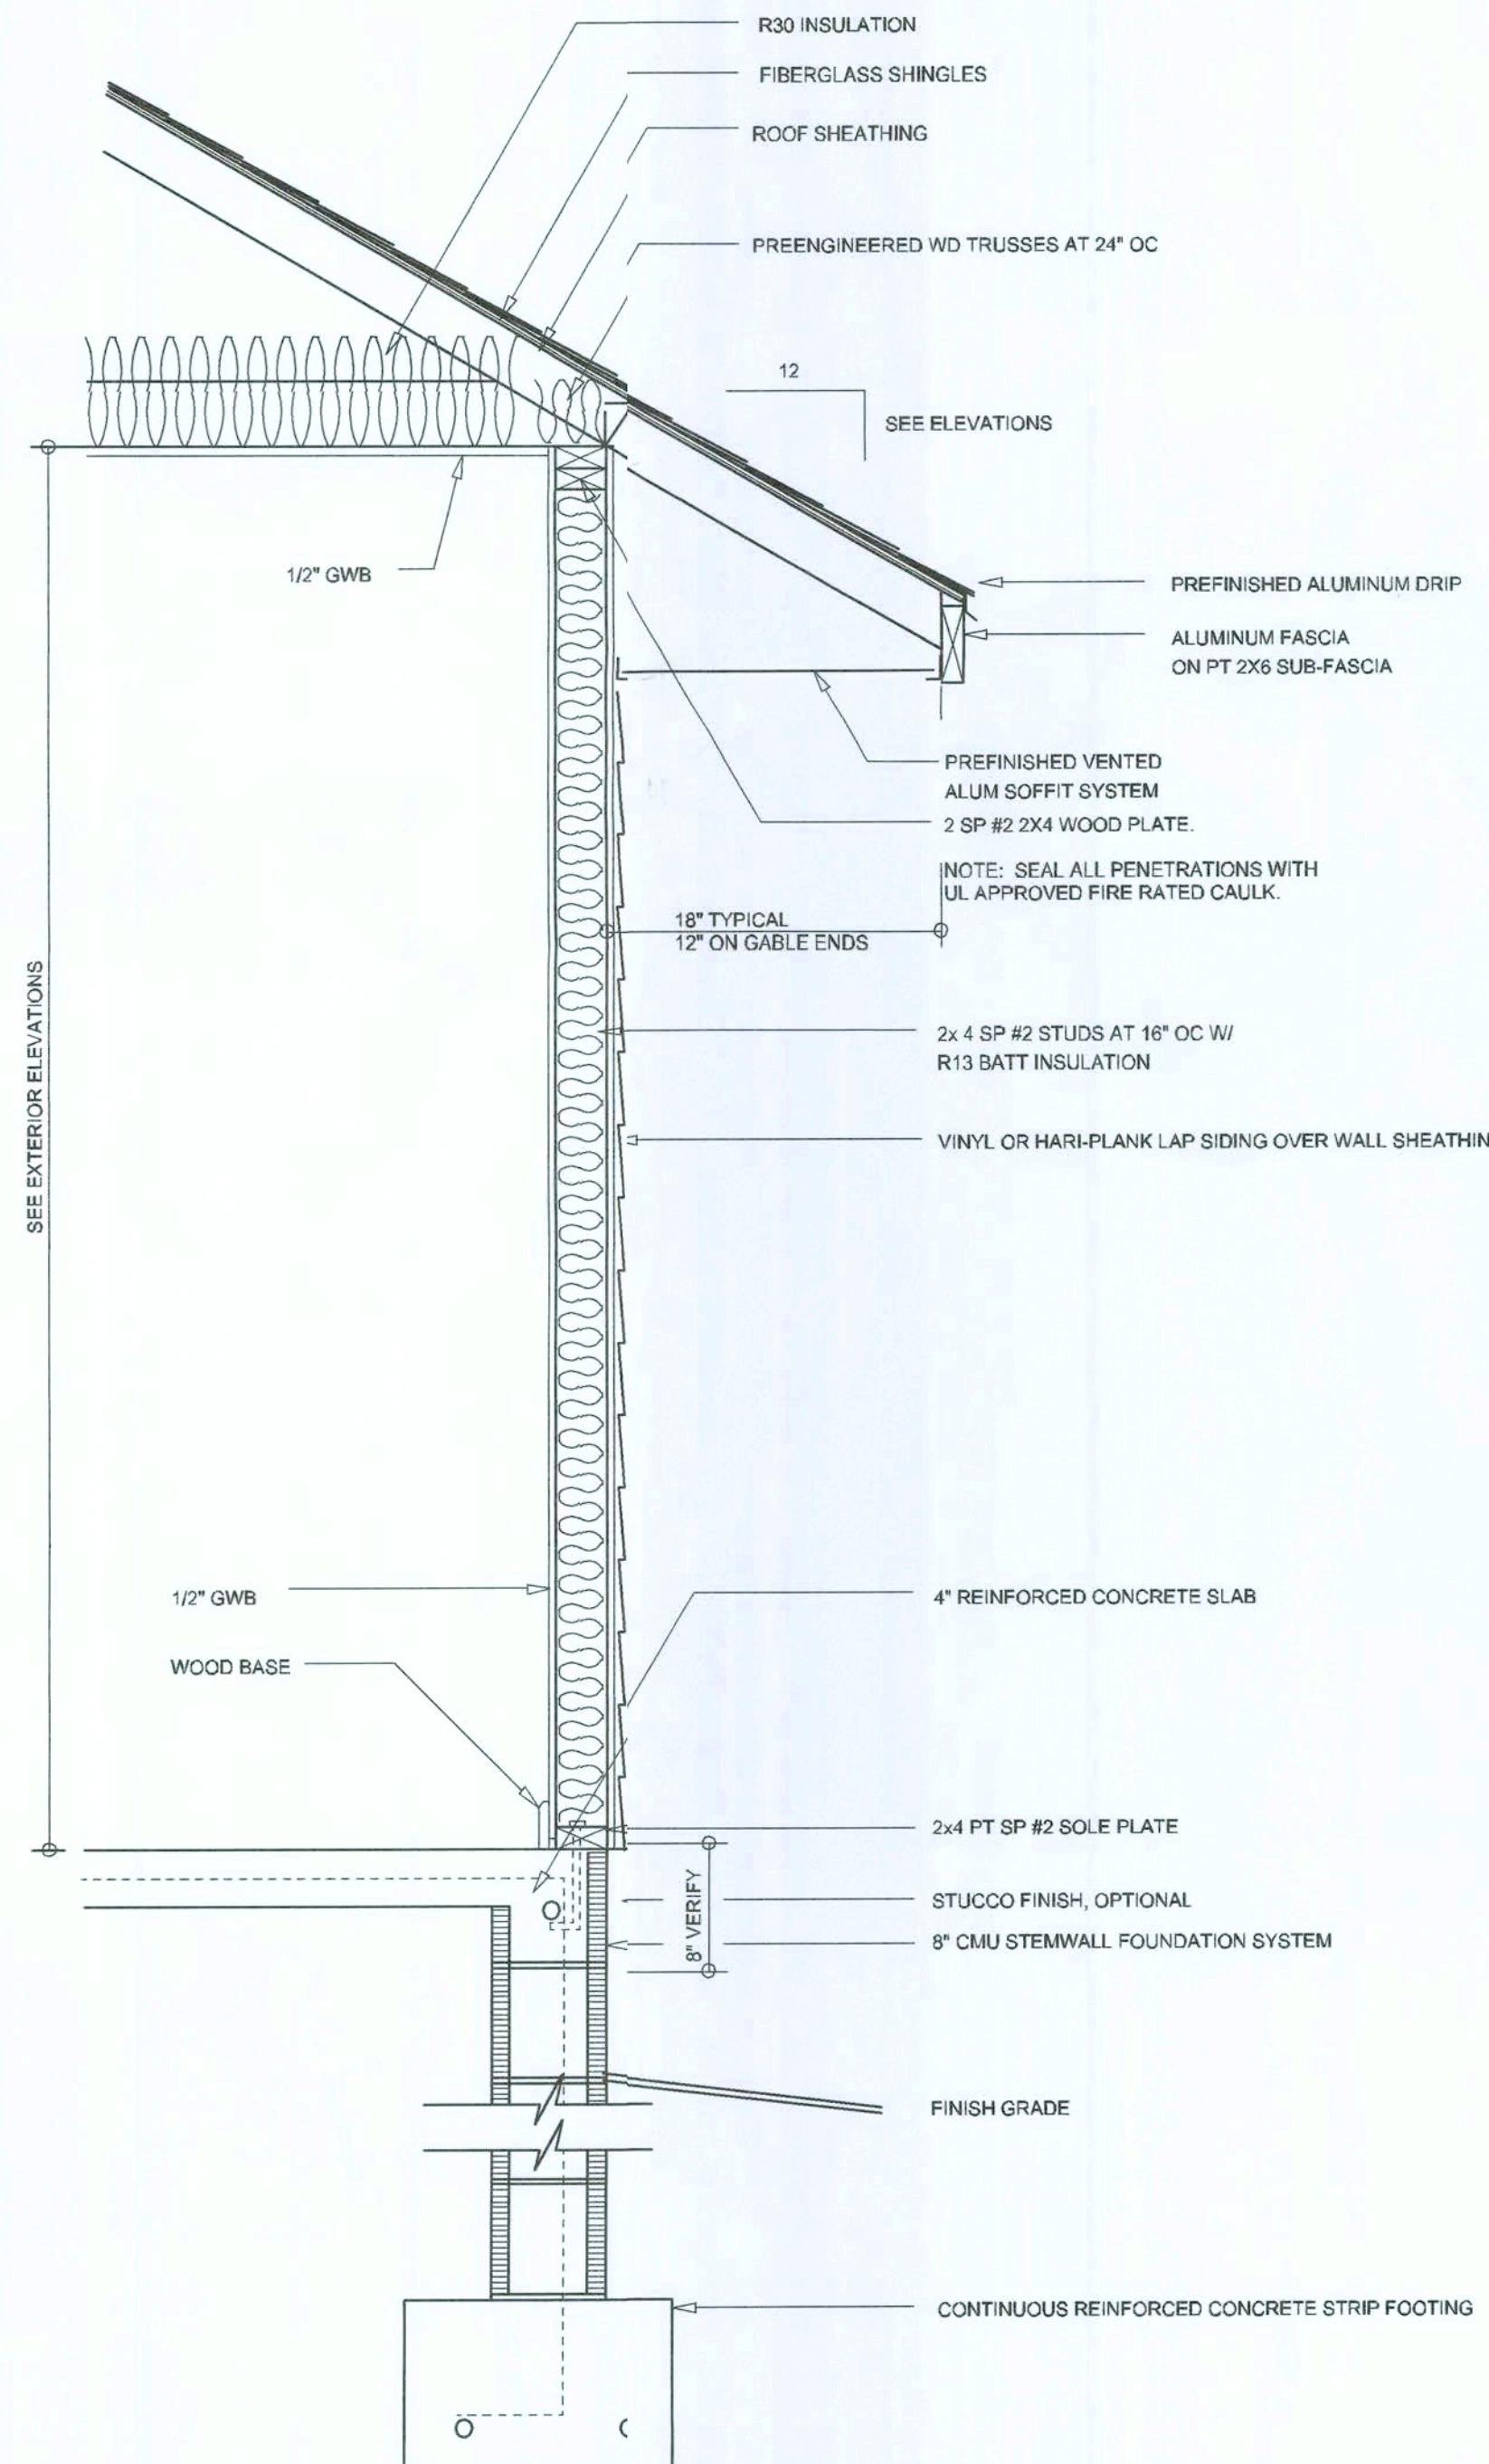 R30 INSULATION
FIBERGLASS SHINGLES
ROOF SHEATHING
PREENGINEERED WD TRUSSES AT 24" OC
12
SEE ELEVATIONS
1/2" GWB
PREFINISHED ALUMINUM DRIP
ALUMINUM FASCIA
ON PT 2X6 SUB-FASCIA
PREFINISHED VENTED
ALUM SOFFIT SYSTEM
2 SP #2 2X4 WOOD PLATE.
NOTE: SEAL ALL PENETRATIONS WITH
UL APPROVED FIRE RATED CAULK.
18" TYPICAL
12" ON GABLE ENDS
SEE EXTERIOR ELEVATIONS
2x 4 SP #2 STUDS AT 16" OC W/
R13 BATT INSULATION
VINYL OR HARI-PLANK LAP SIDING OVER WALL SHEATHIN
1/2" GWB
4" REINFORCED CONCRETE SLAB
WOOD BASE
2x4 PT SP #2 SOLE PLATE
8" VERIFY
STUCCO FINISH, OPTIONAL
8" CMU STEMWALL FOUNDATION SYSTEM
FINISH GRADE
CONTINUOUS REINFORCED CONCRETE STRIP FOOTING